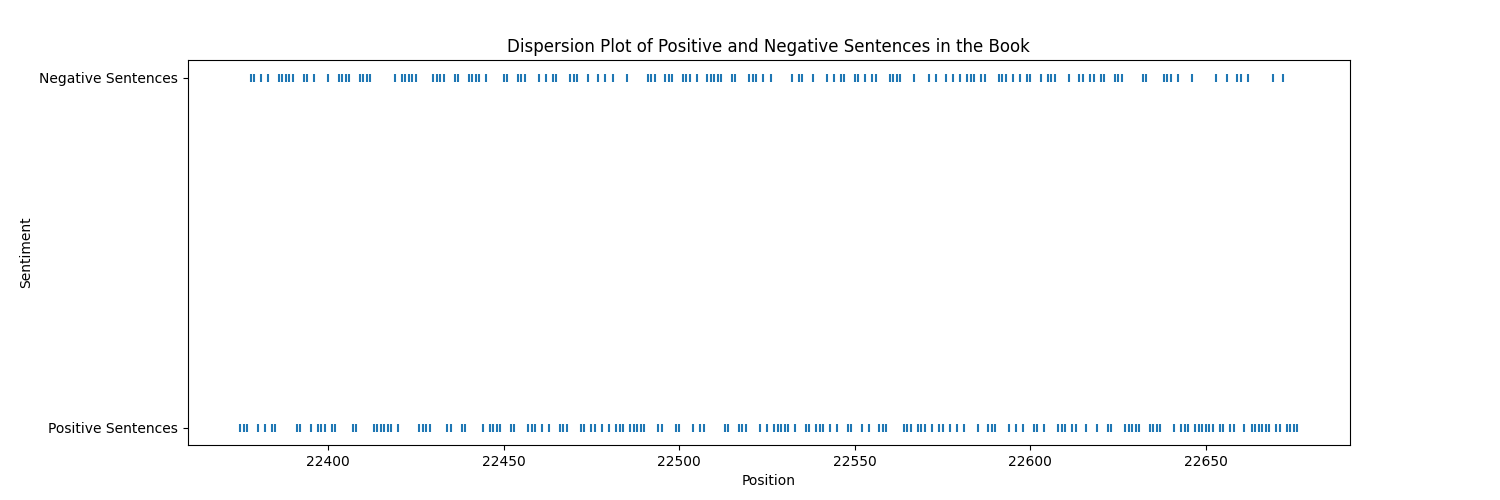 Dispersion Plot of Positive and Negative Sentences in the Book
Negative Sentences
Sentiment
Positive Sentences
22400 22450 22500 22550 22600 22650
Position